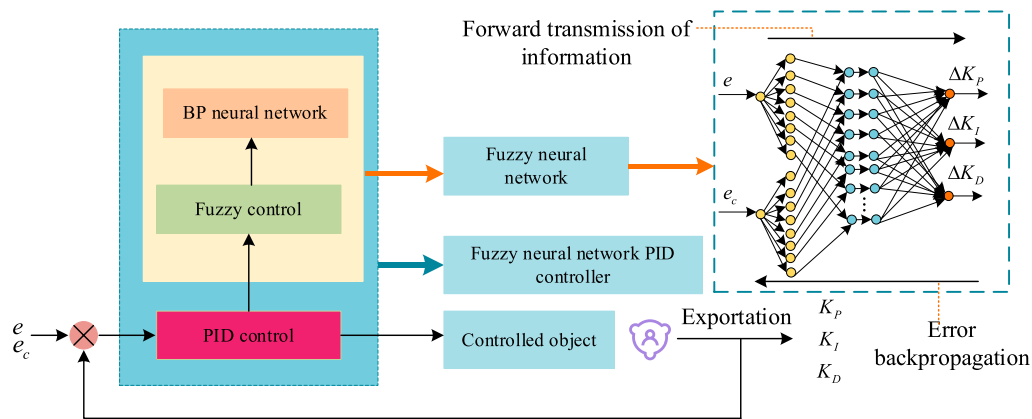 Forward transmission of
information
BP neural network
Fuzzy control
PID control
e
e_c
Fuzzy neural
network
Fuzzy neural network PID
controller
Controlled object
Exportation
e
e_c
ΔK_P
ΔK_I
ΔK_D
K_P
K_I
K_D
Error
backpropagation